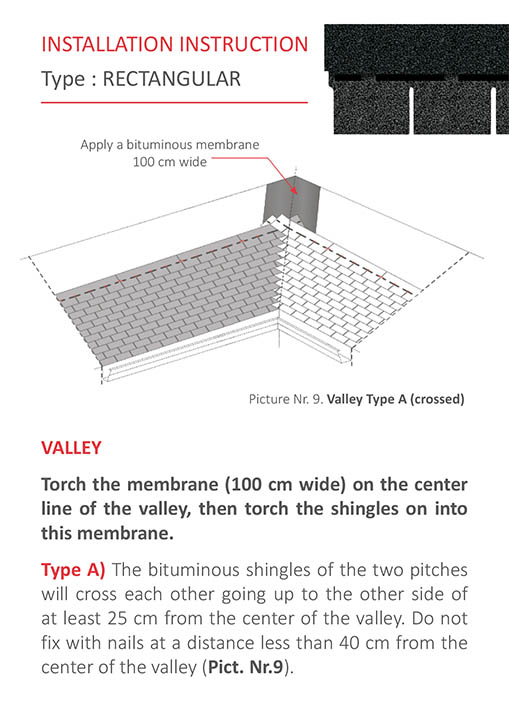 INSTALLATION INSTRUCTION
Type : RECTANGULAR
Apply a bituminous membrane
100 cm wide
Picture Nr. 9. Valley Type A (crossed)
VALLEY
Torch the membrane (100 cm wide) on the center
line of the valley, then torch the shingles on into
this membrane.
Type A) The bituminous shingles of the two pitches
will cross each other going up to the other side of
at least 25 cm from the center of the valley. Do not
fix with nails at a distance less than 40 cm from the
center of the valley (Pict. Nr.9).